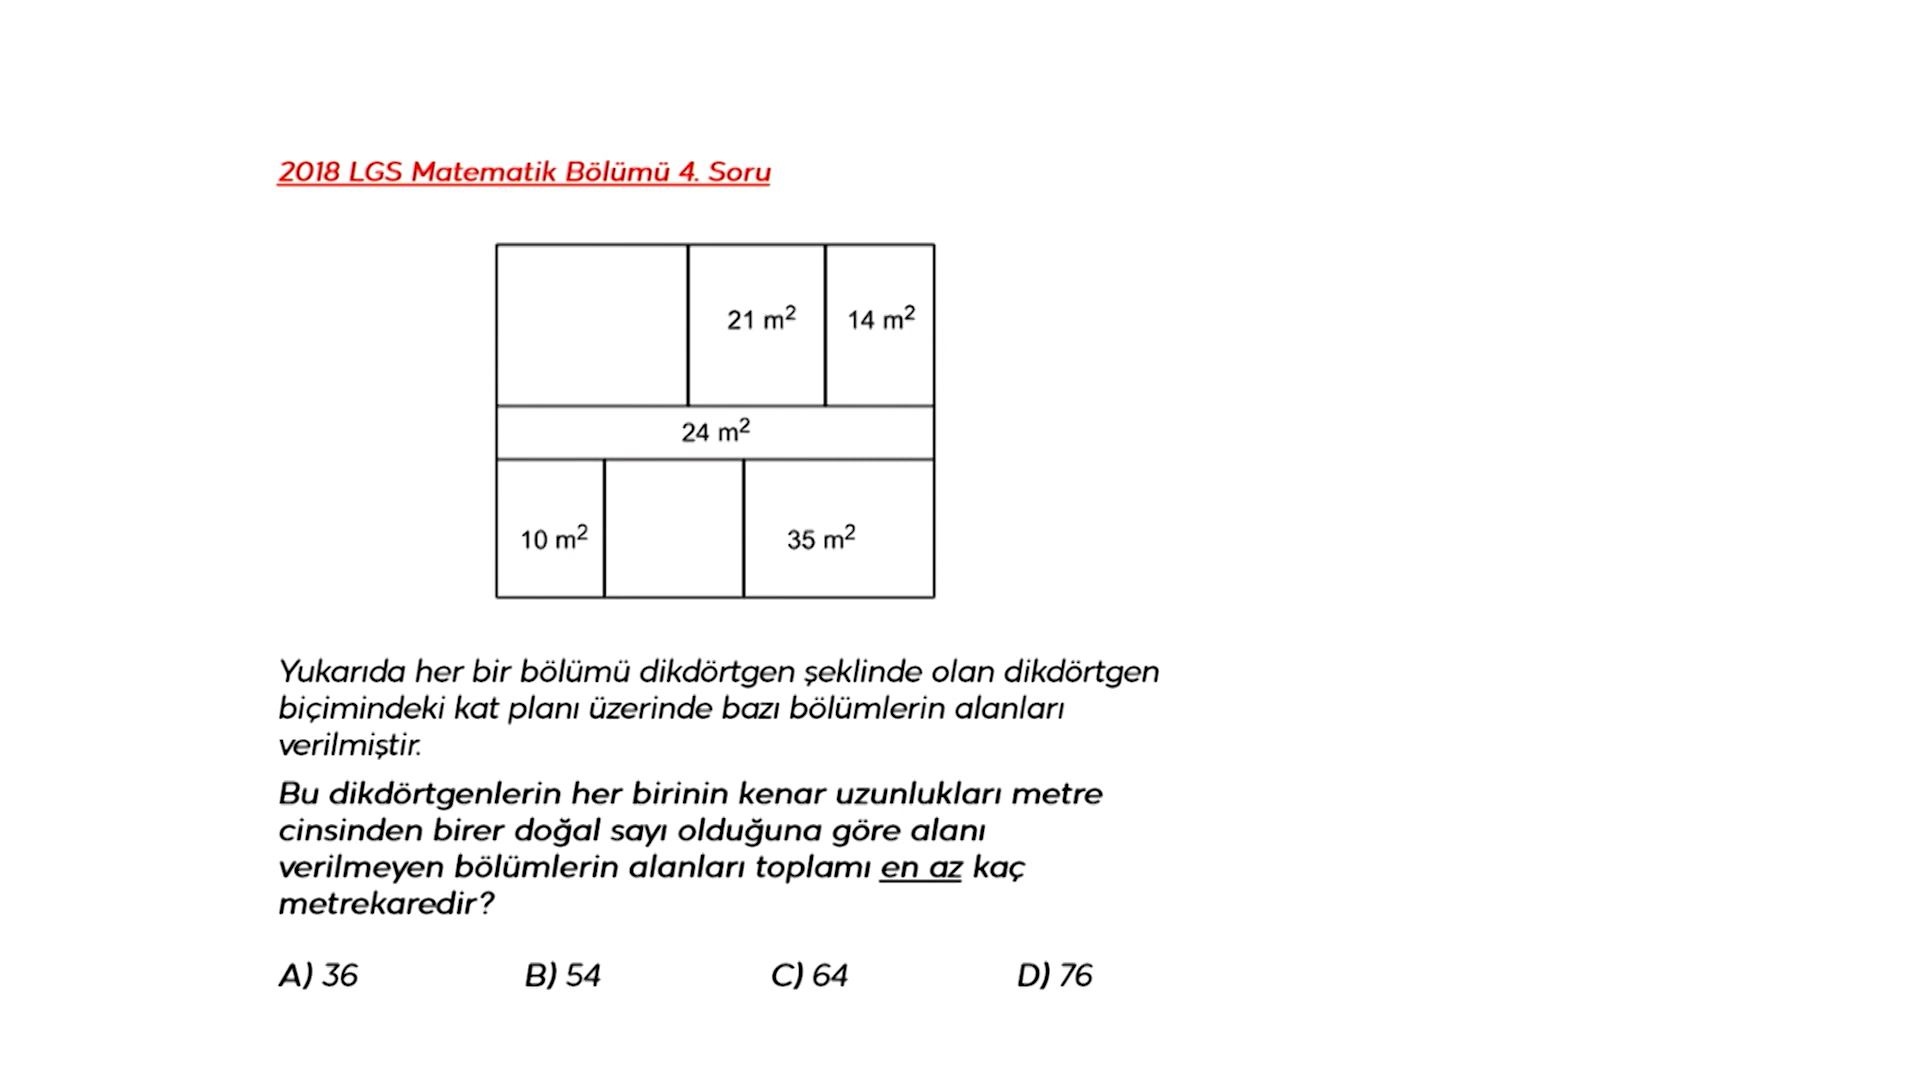 2018 LGS Matematik Bölümü 4. Soru
21 m²
14 m²
24 m²
10 m²
35 m²
Yukarıda her bir bölümü dikdörtgen şeklinde olan dikdörtgen
biçimindeki kat planı üzerinde bazı bölümlerin alanları
verilmiştir.
Bu dikdörtgenlerin her birinin kenar uzunlukları metre
cinsinden birer doğal sayı olduğuna göre alanı
verilmeyen bölümlerin alanları toplamı en az kaç
metrekaredir?
A) 36 B) 54 C) 64 D) 76